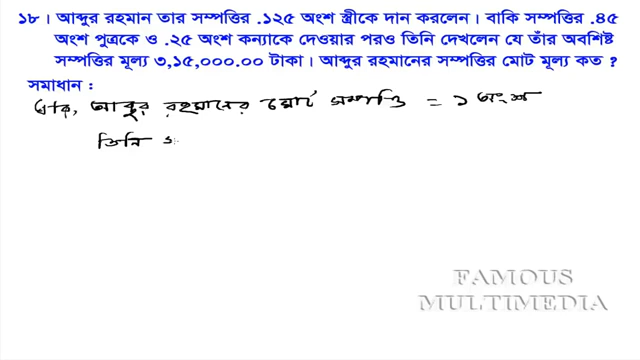 ১৮। আব্দুর রহমান তার সম্পত্তির .১২৫ অংশ স্ত্রীকে দান করলেন। বাকি সম্পত্তির .৪৫
অংশ পুত্রকে ও .২৫ অংশ কন্যাকে দেওয়ার পরও তিনি দেখলেন যে তাঁর অবশিষ্ট
সম্পত্তির মূল্য ৩,১৫,০০০.০০ টাকা। আব্দুর রহমানের সম্পত্তির মোট মূল্য কত ?
সমাধান :
ধরি, আব্দুর রহমানের মোট সম্পত্তি = ১ অংশ
তিনি
FAMOUS
MULTIMEDIA